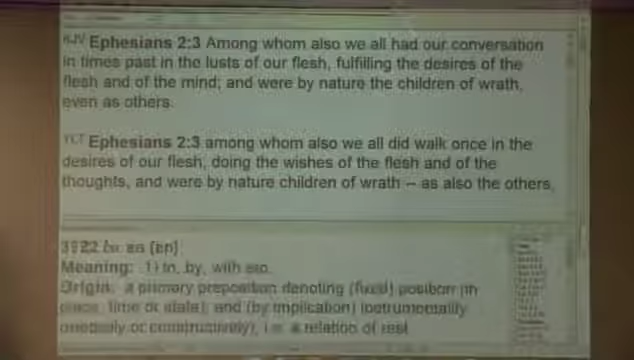 KJV Ephesians 2:3 Among whom also we all had our conversation
in times past in the lusts of our flesh, fulfilling the desires of the
flesh and of the mind; and were by nature the children of wrath,
even as others.
YLT Ephesians 2:3 among whom also we all did walk once in the
desires of our flesh, doing the wishes of the flesh and of the
thoughts, and were by nature children of wrath -- as also the others,
Meaning: 1) in, by, with etc.
Origin: a primary preposition denoting (fixed) position (in
place, time or state), and (by implication) instrumentality
(medially or constructively), i.e. a relation of rest